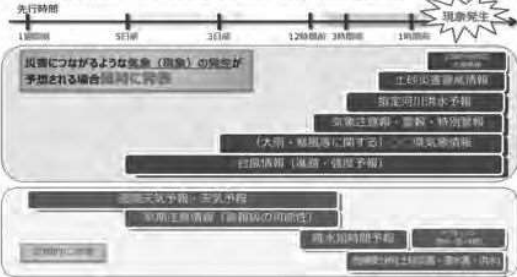 先行時間
現象発生
1週間前 5日前 3日前 12時間前 3時間前 1時間前
災害につながるような気象（現象）の発生が
予想される場合随時に発表
土砂災害警戒情報
指定河川洪水予報
気象注意報・警報・特別警報
（大雨・暴風等に関する）○○県気象情報
台風情報（進路・強度予報）
週間天気予報・天気予報
早期注意情報（警報級の可能性）
降水短時間予報